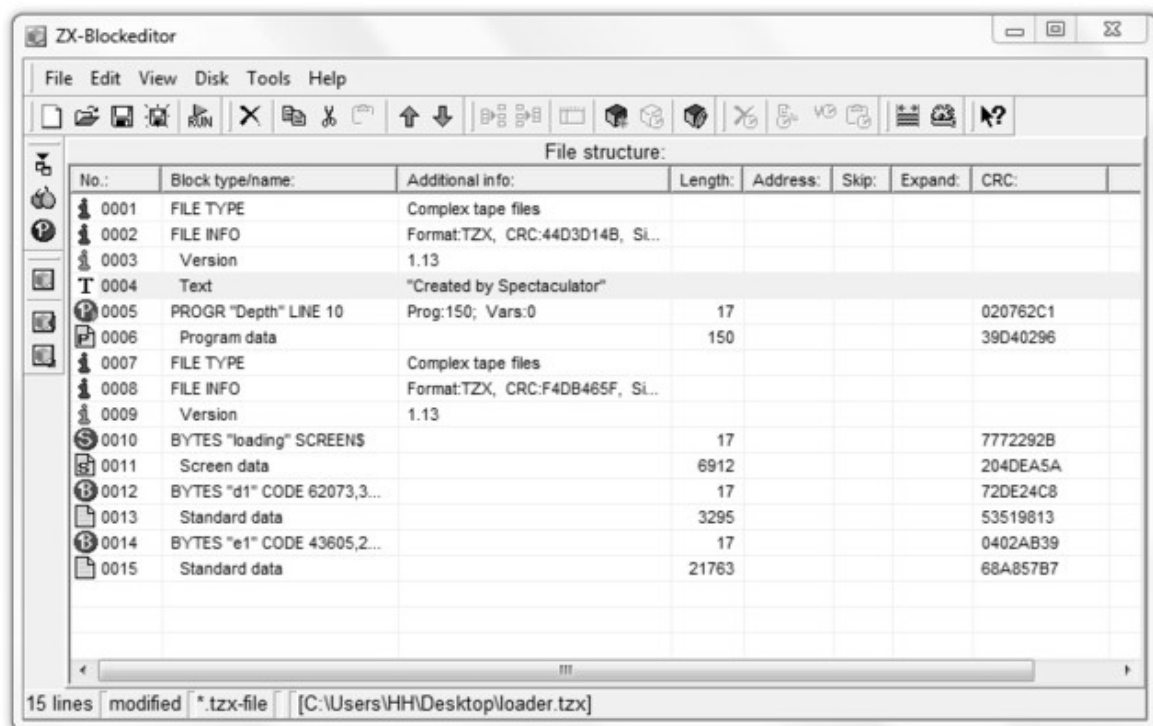 ZX-Blockeditor
File Edit View Disk Tools Help
RUN
File structure:
No.: Block type/name: Additional info: Length: Address: Skip: Expand: CRC:
0001 FILE TYPE Complex tape files
0002 FILE INFO Format:TZX, CRC:44D3D14B, Si...
0003 Version 1.13
T 0004 Text "Created by Spectaculator"
P 0005 PROGR "Depth" LINE 10 Prog:150; Vars:0 17 020762C1
P 0006 Program data 150 39D40296
0007 FILE TYPE Complex tape files
0008 FILE INFO Format:TZX, CRC:F4DB465F, Si...
0009 Version 1.13
S 0010 BYTES "loading" SCREEN$ 17 7772292B
S 0011 Screen data 6912 204DEA5A
B 0012 BYTES "d1" CODE 62073,3... 17 72DE24C8
0013 Standard data 3295 53519813
B 0014 BYTES "e1" CODE 43605,2... 17 0402AB39
0015 Standard data 21763 68A857B7
15 lines modified *.tzx-file [C:\Users\HH\Desktop\loader.tzx]